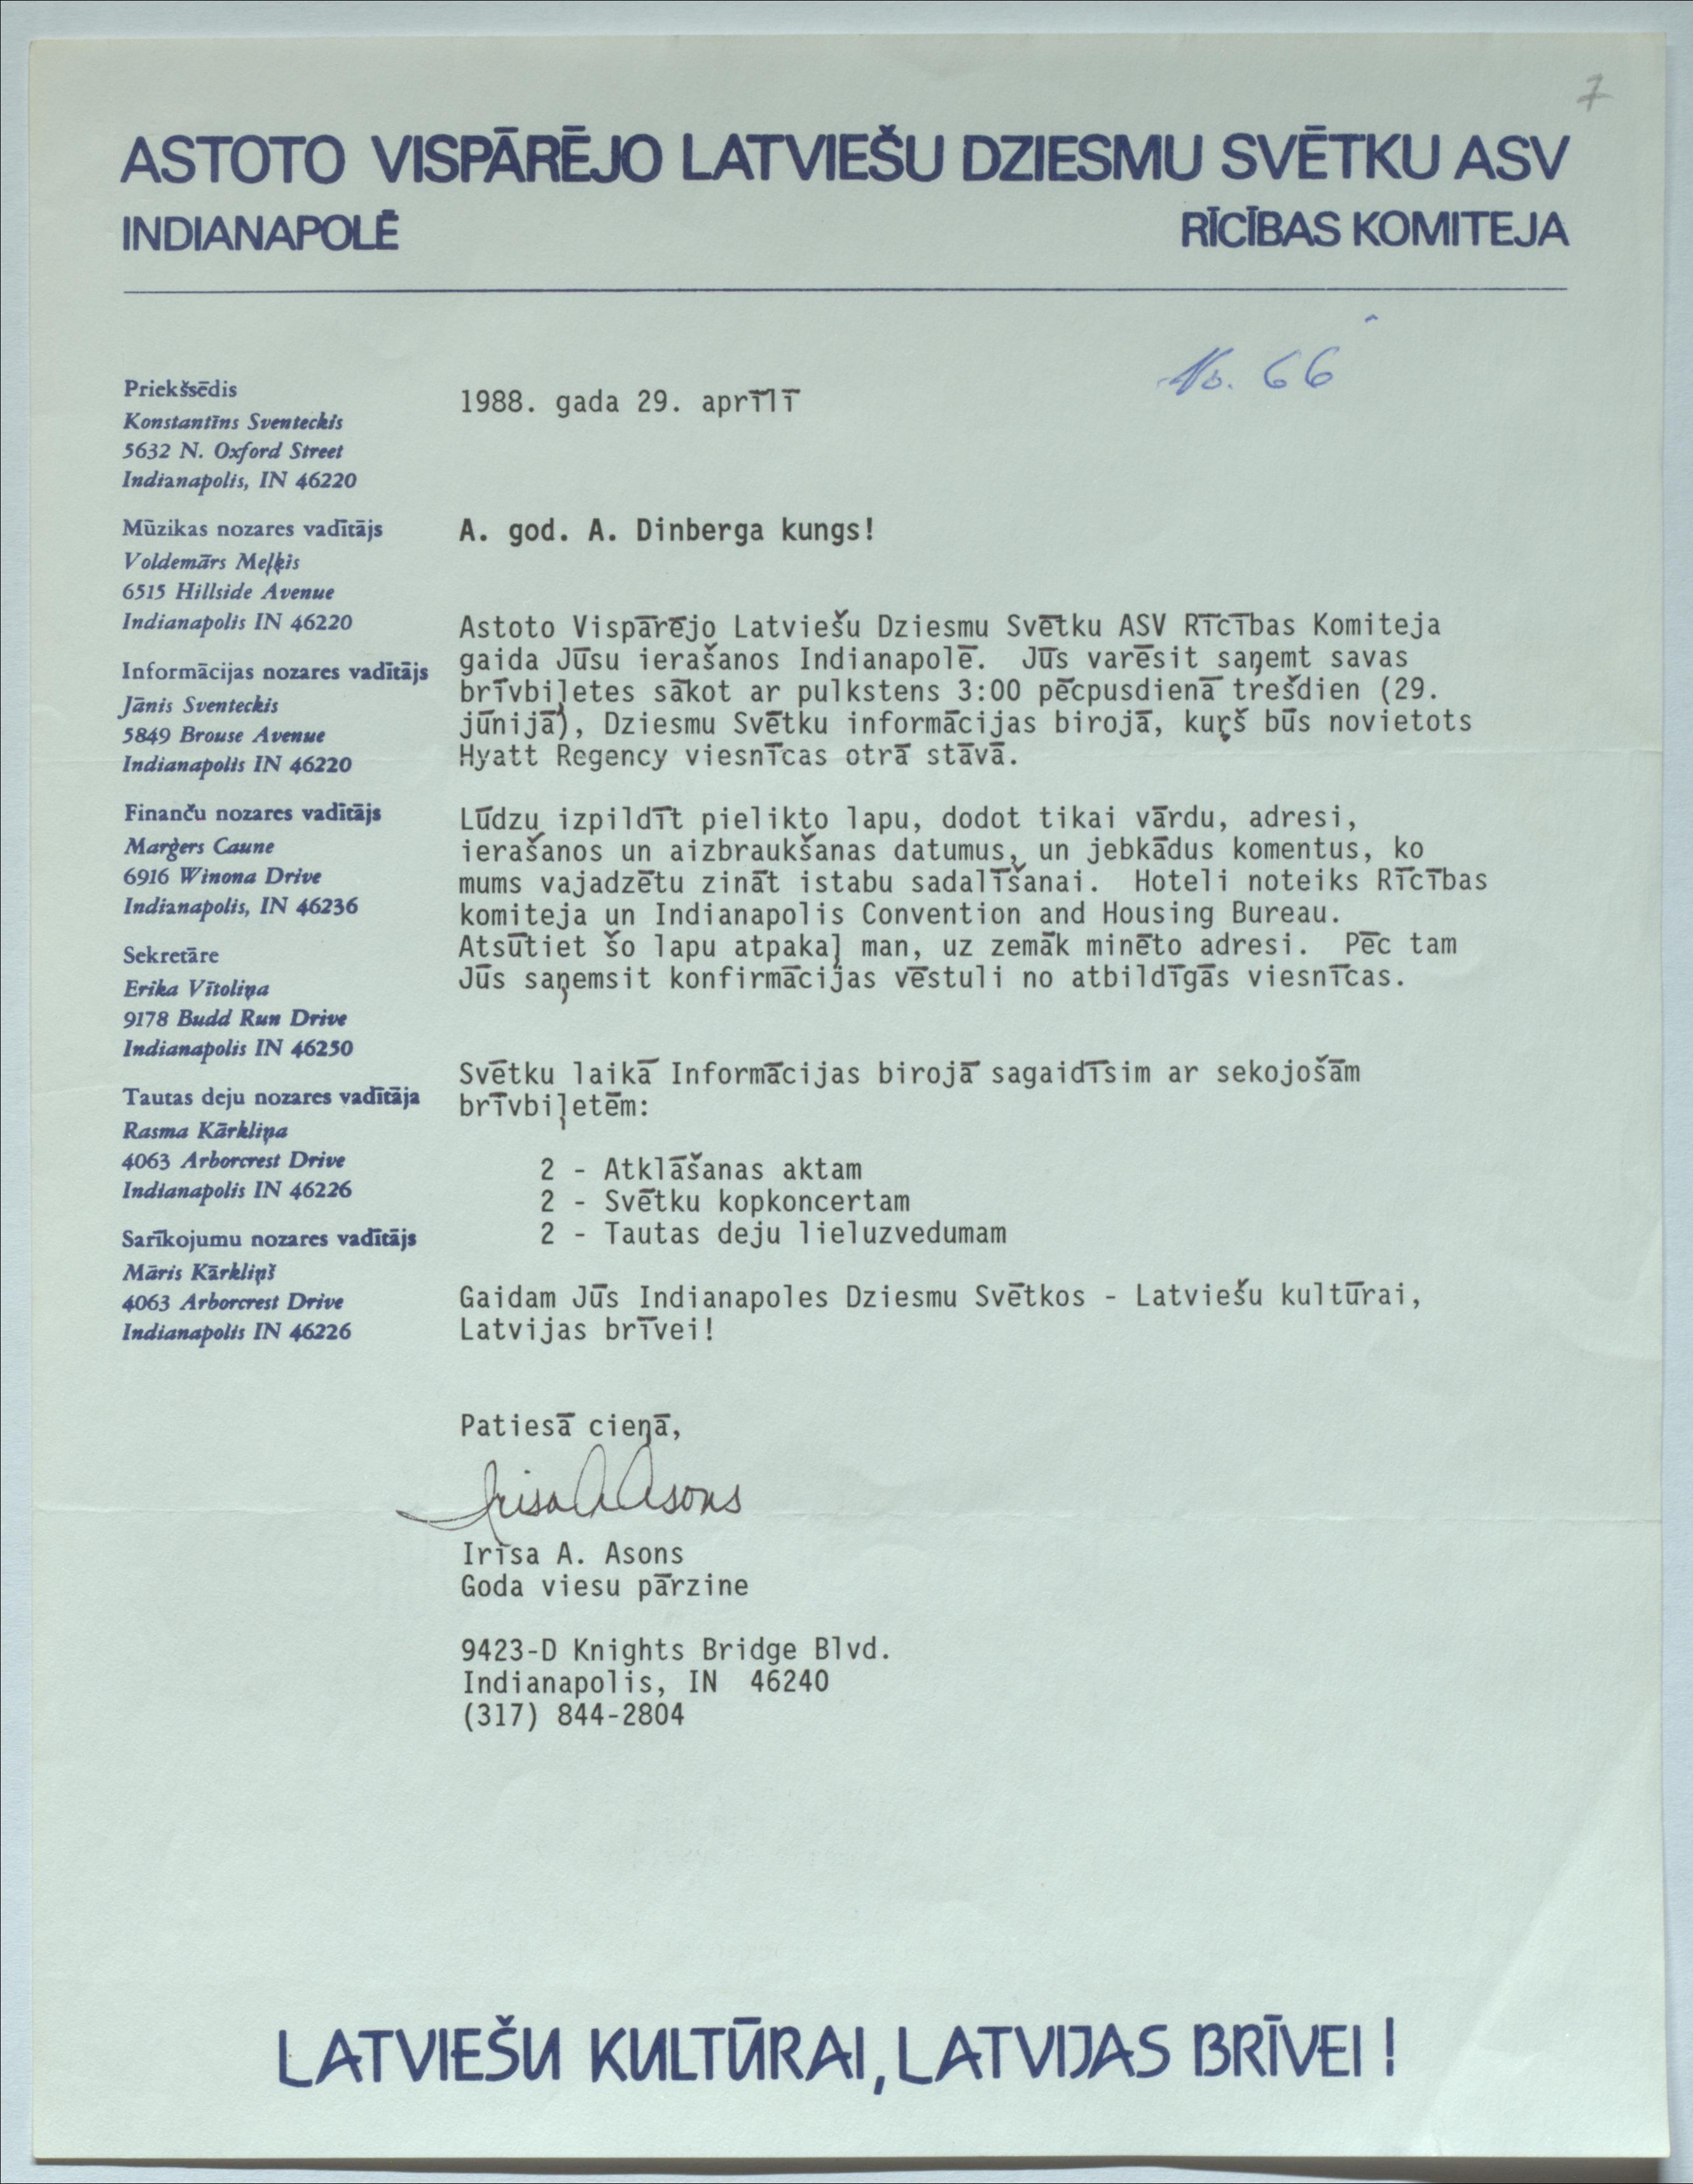 7
ASTOTO VISPĀRĒJO LATVIEŠU DZIESMU SVĒTKU ASV
INDIANAPOLĒ RĪCĪBAS KOMITEJA
No. 66
Priekšsēdis
Konstantīns Sventeckis
5632 N. Oxford Street
Indianapolis, IN 46220
Mūzikas nozares vadītājs
Voldemārs Meļķis
6515 Hillside Avenue
Indianapolis IN 46220
Informācijas nozares vadītājs
Jānis Sventeckis
5849 Brouse Avenue
Indianapolis IN 46220
Finanču nozares vadītājs
Marģers Caune
6916 Winona Drive
Indianapolis, IN 46236
Sekretāre
Erika Vītoliņa
9178 Budd Run Drive
Indianapolis IN 46250
Tautas deju nozares vadītāja
Rasma Kārkliņa
4063 Arborcrest Drive
Indianapolis IN 46226
Sarīkojumu nozares vadītājs
Māris Kārkliņš
4063 Arborcrest Drive
Indianapolis IN 46226
1988. gada 29. aprīlī
A. god. A. Dinberga kungs!
Astoto Vispārējo Latviešu Dziesmu Svētku ASV Rīcības Komiteja
gaida Jūsu ierašanos Indianapolē. Jūs varēsit saņemt savas
brīvbiļetes sākot ar pulkstens 3:00 pēcpusdienā trešdien (29.
jūnijā), Dziesmu Svētku informācijas birojā, kuŗš būs novietots
Hyatt Regency viesnīcas otrā stāvā.
Lūdzu izpildīt pielikto lapu, dodot tikai vārdu, adresi,
ierašanos un aizbraukšanas datumus, un jebkādus komentus, ko
mums vajadzētu zināt istabu sadalīšanai. Hoteli noteiks Rīcības
komiteja un Indianapolis Convention and Housing Bureau.
Atsūtiet šo lapu atpakaļ man, uz zemāk minēto adresi. Pēc tam
Jūs saņemsit konfirmācijas vēstuli no atbildīgās viesnīcas.
Svētku laikā Informācijas birojā sagaidīsim ar sekojošām
brīvbiļetēm:
2 - Atklāšanas aktam
2 - Svētku kopkoncertam
2 - Tautas deju lieluzvedumam
Gaidam Jūs Indianapoles Dziesmu Svētkos - Latviešu kultūrai,
Latvijas brīvei!
Patiesā cieņā,
Irisa A Asons
Irīsa A. Asons
Goda viesu pārzine
9423-D Knights Bridge Blvd.
Indianapolis, IN 46240
(317) 844-2804
LATVIEŠU KULTŪRAI, LATVIJAS BRĪVEI!